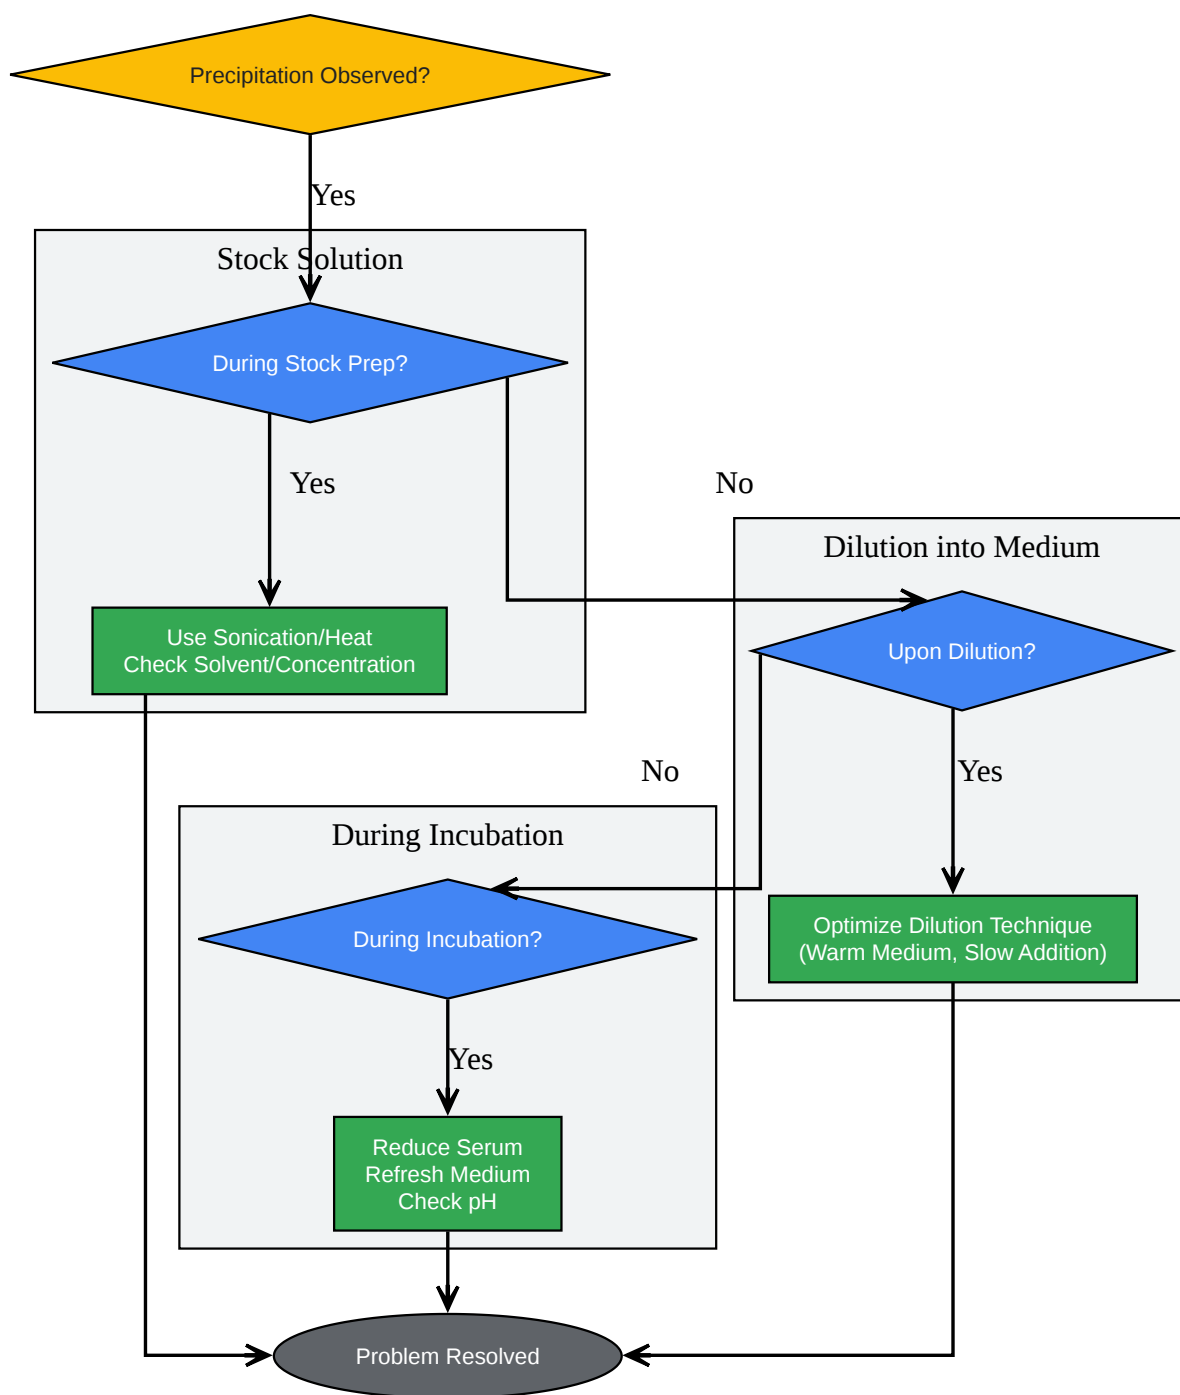 Precipitation Observed?
Yes
Stock Solution
During Stock Prep?
Yes
No
Use Sonication/Heat
Check Solvent/Concentration
Dilution into Medium
Upon Dilution?
No
Yes
During Incubation
During Incubation?
Optimize Dilution Technique
(Warm Medium, Slow Addition)
Yes
Reduce Serum
Refresh Medium
Check pH
Problem Resolved